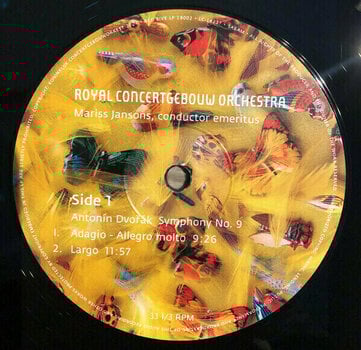 ROYAL CONCERTGEBOUW ORCHESTRA
Mariss Jansons, conductor emeritus
Side 1
Antonín Dvořák Symphony No. 9
1. Adagio - Allegro molto 9:26
2. Largo 11:57
33 1/3 RPM